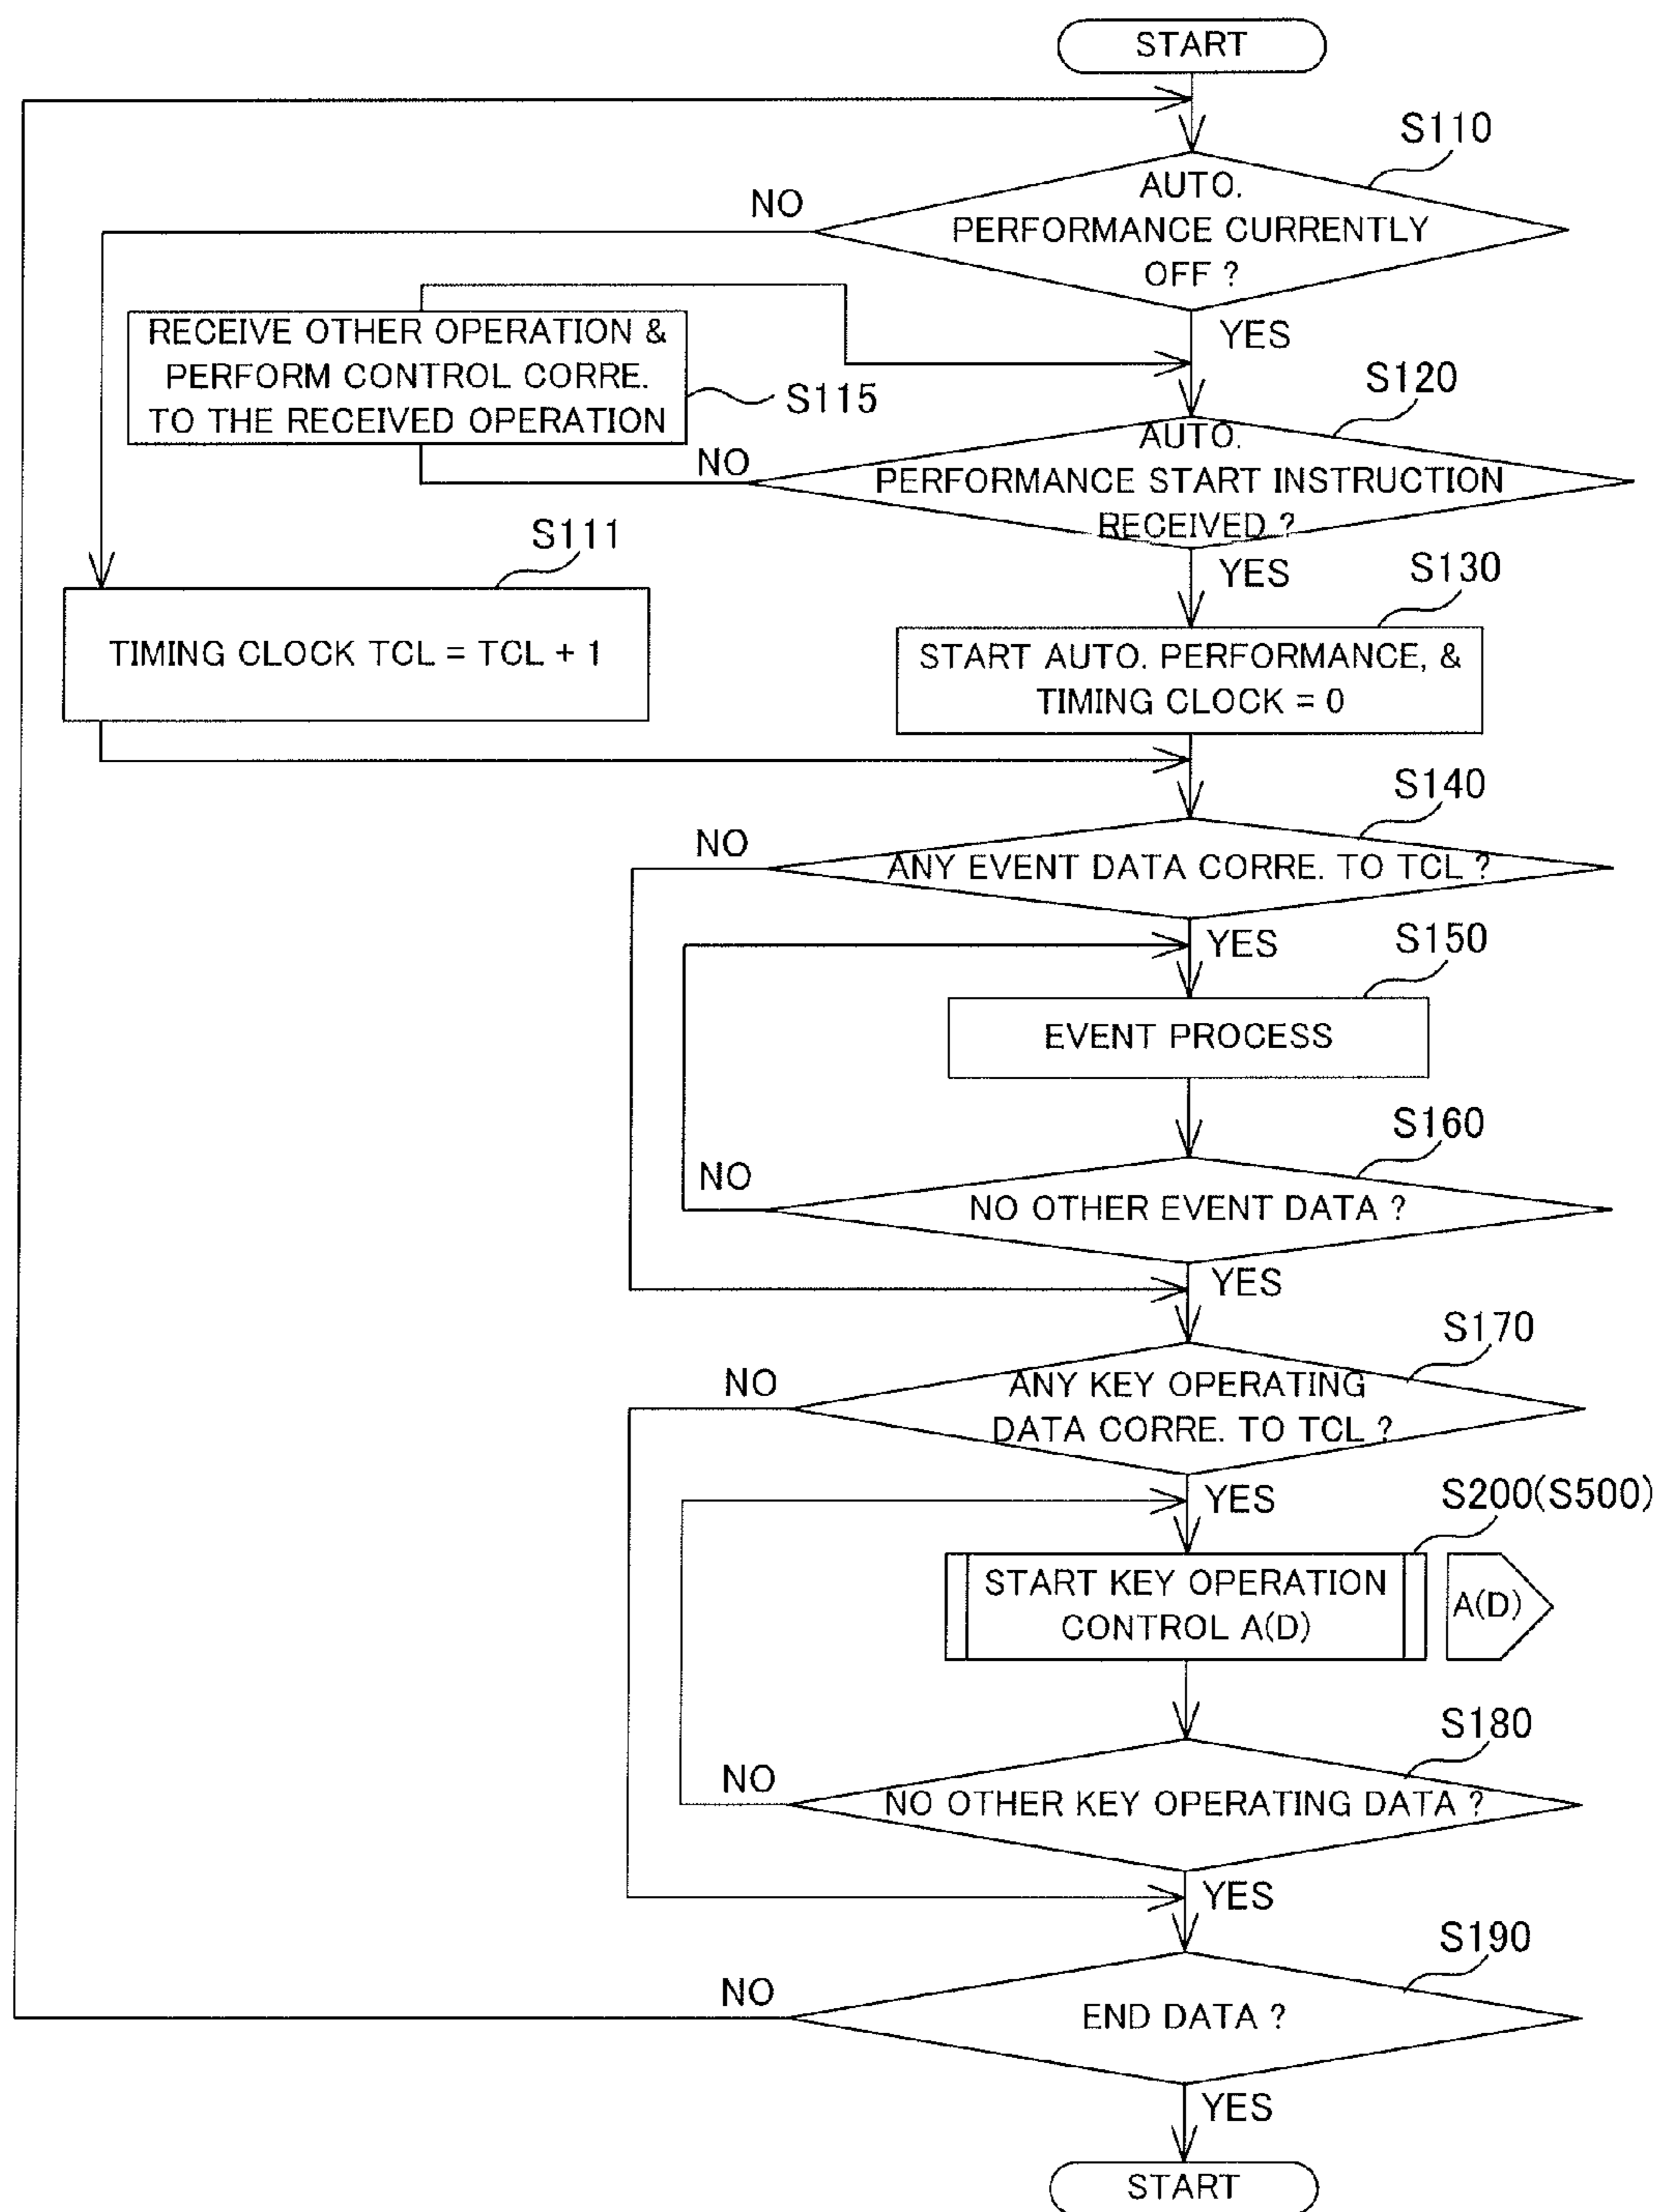 START
S110
AUTO.
PERFORMANCE CURRENTLY
OFF ?
NO
YES
RECEIVE OTHER OPERATION &
PERFORM CONTROL CORRE.
TO THE RECEIVED OPERATION
S115
S120
AUTO.
PERFORMANCE START INSTRUCTION
RECEIVED ?
NO
YES
S111
TIMING CLOCK TCL = TCL + 1
S130
START AUTO. PERFORMANCE, &
TIMING CLOCK = 0
S140
NO
ANY EVENT DATA CORRE. TO TCL ?
YES
S150
EVENT PROCESS
S160
NO
NO OTHER EVENT DATA ?
YES
S170
NO
ANY KEY OPERATING
DATA CORRE. TO TCL ?
YES
S200(S500)
START KEY OPERATION
CONTROL A(D)
A(D)
S180
NO
NO OTHER KEY OPERATING DATA ?
YES
S190
NO
END DATA ?
YES
START